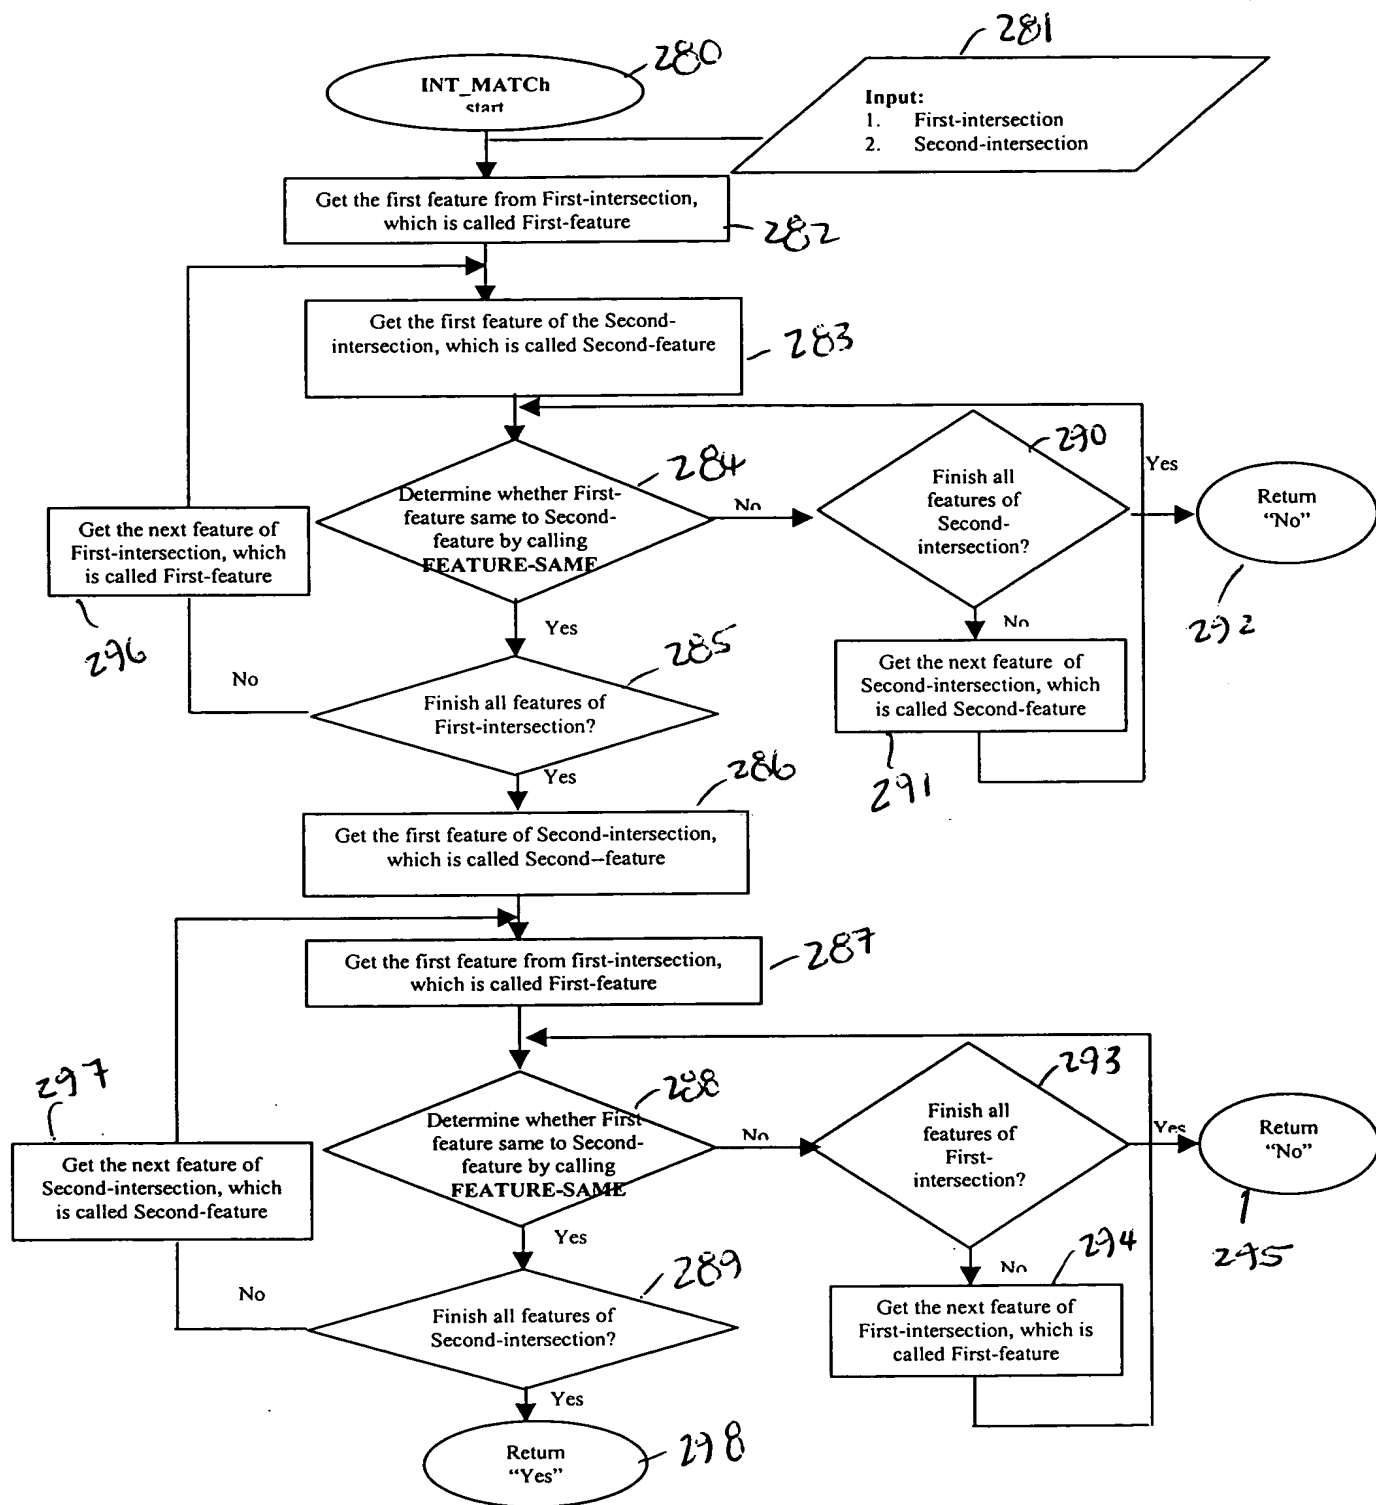 280
281
INT_MATCh
start
Input:
1. First-intersection
2. Second-intersection
Get the first feature from First-intersection,
which is called First-feature
282
Get the first feature of the Second-
intersection, which is called Second-feature
283
284
290
Determine whether First-
feature same to Second-
feature by calling
FEATURE-SAME
No
Finish all
features of
Second-
intersection?
Yes
Return
"No"
292
Get the next feature of
First-intersection, which
is called First-feature
296
Yes
No
285
No
Finish all features of
First-intersection?
Get the next feature of
Second-intersection, which
is called Second-feature
291
Yes
286
Get the first feature of Second-intersection,
which is called Second–feature
Get the first feature from first-intersection,
which is called First-feature
287
297
288
293
Determine whether First
feature same to Second-
feature by calling
FEATURE-SAME
No
Finish all
features of
First-
intersection?
Yes
Return
"No"
295
Get the next feature of
Second-intersection, which
is called Second-feature
Yes
No
289
294
No
Finish all features of
Second-intersection?
Get the next feature of
First-intersection, which is
called First-feature
Yes
Return
"Yes"
298